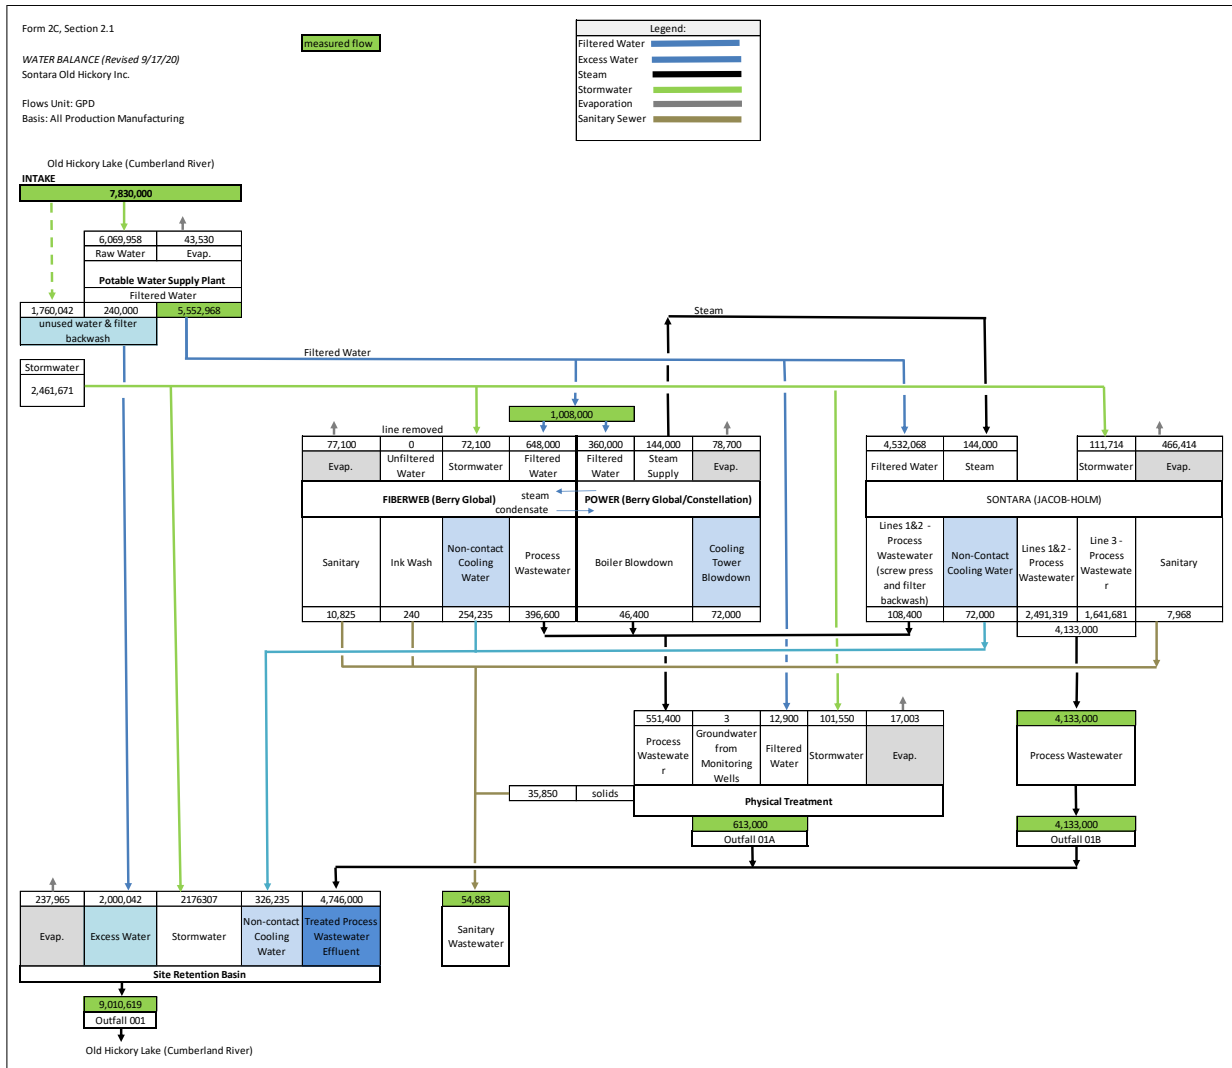 Form 2C, Section 2.1
measured flow
WATER BALANCE (Revised 9/17/20)
Sontara Old Hickory Inc.
Flows Unit: GPD
Basis: All Production Manufacturing
Legend:
Filtered Water
Excess Water
Steam
Stormwater
Evaporation
Sanitary Sewer
Old Hickory Lake (Cumberland River)
INTAKE
7,830,000
6,069,958 43,530
Raw Water Evap.
Potable Water Supply Plant
Filtered Water
1,760,042 240,000 5,552,968
unused water & filter
backwash
Steam
Filtered Water
Stormwater
2,461,671
1,008,000
line removed
77,100 0 72,100 648,000 360,000 144,000 78,700
Evap.
Unfiltered
Water
Stormwater
Filtered
Water
Filtered
Water
Steam
Supply
Evap.
FIBERWEB (Berry Global)
steam
condensate
POWER (Berry Global/Constellation)
Sanitary
Ink Wash
Non-contact
Cooling
Water
Process
Wastewater
Boiler Blowdown
Cooling
Tower
Blowdown
10,825 240 254,235 396,600 46,400 72,000
4,532,068 144,000 111,714 466,414
Filtered Water
Steam
Stormwater
Evap.
SONTARA (JACOB-HOLM)
Lines 1&2 -
Process
Wastewater
(screw press
and filter
backwash)
Non-Contact
Cooling Water
Lines 1&2 -
Process
Wastewater
Line 3 -
Process
Wastewate
r
Sanitary
108,400 72,000 2,491,319 1,641,681 7,968
4,133,000
551,400 3 12,900 101,550 17,003
Process
Wastewate
r
Groundwater
from
Monitoring
Wells
Filtered
Water
Stormwater
Evap.
35,850 solids
Physical Treatment
613,000
Outfall 01A
4,133,000
Process Wastewater
4,133,000
Outfall 01B
237,965 2,000,042 2176307 326,235 4,746,000
Evap.
Excess Water
Stormwater
Non-contact
Cooling
Water
Treated Process
Wastewater
Effluent
Site Retention Basin
54,883
Sanitary
Wastewater
9,010,619
Outfall 001
Old Hickory Lake (Cumberland River)